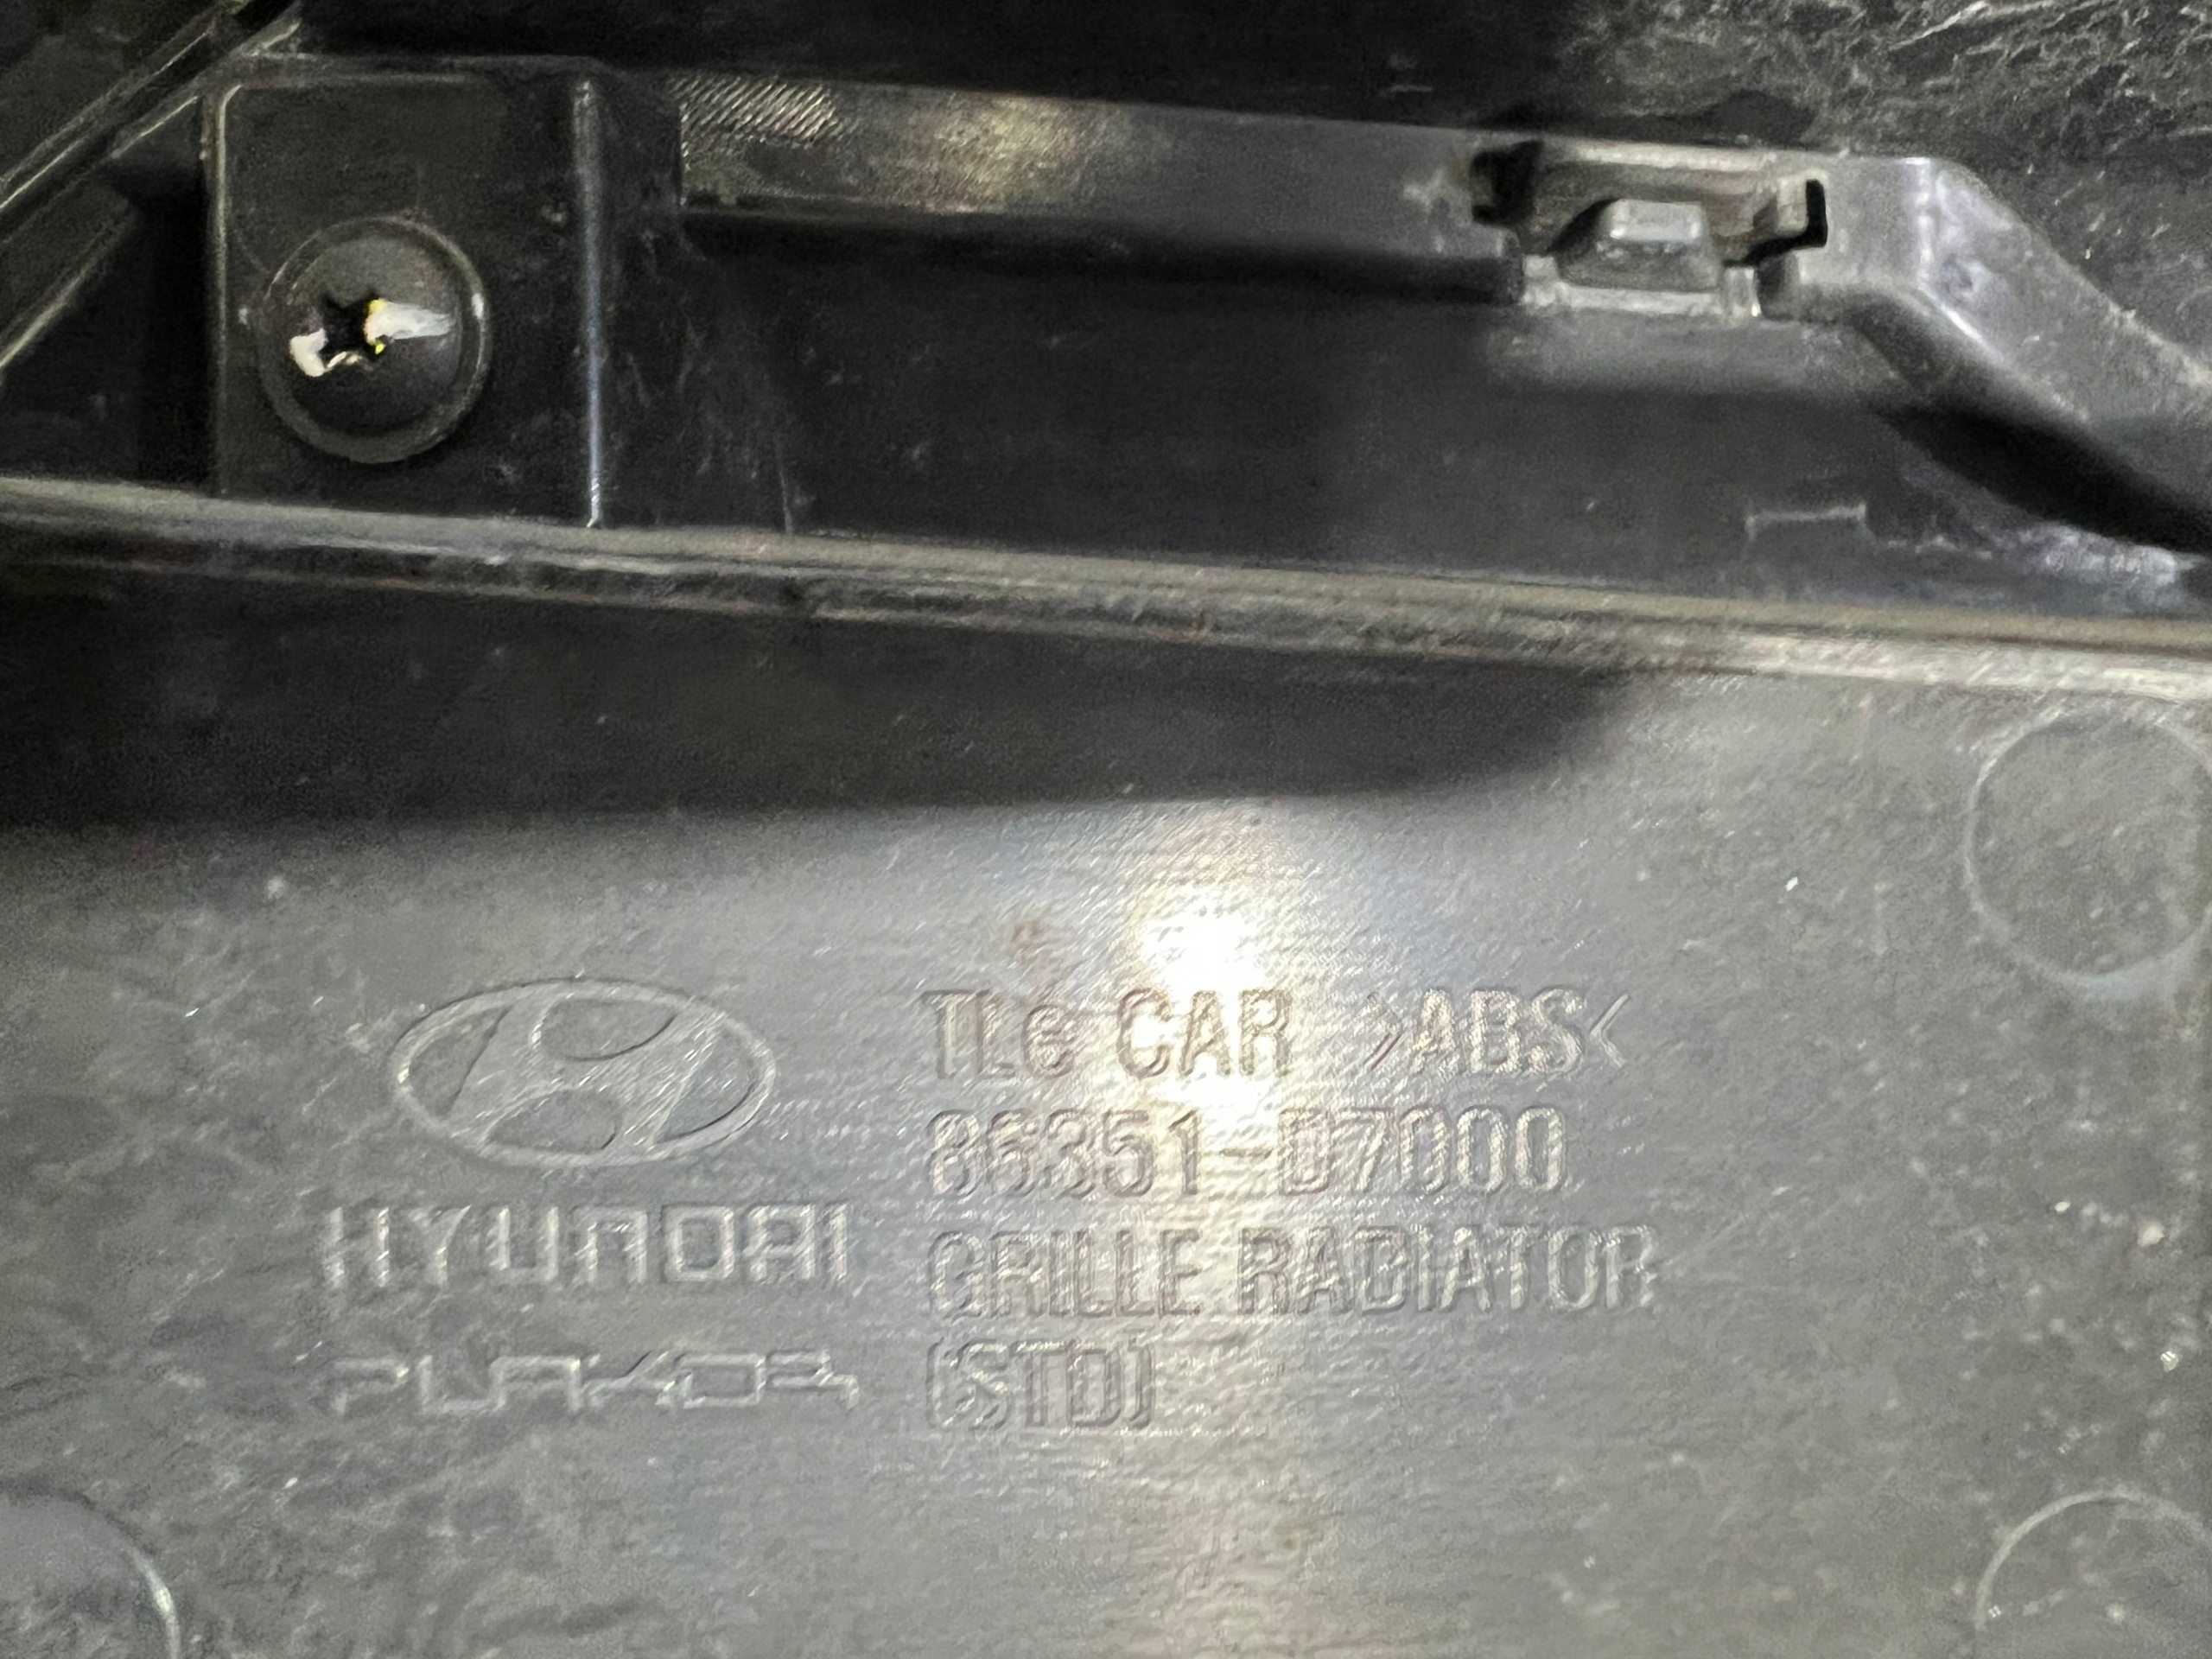 TLe CAR >ABS<
86351-D7000
HYUNDAI
GRILLE RADIATOR
PLAKOR
(STD)